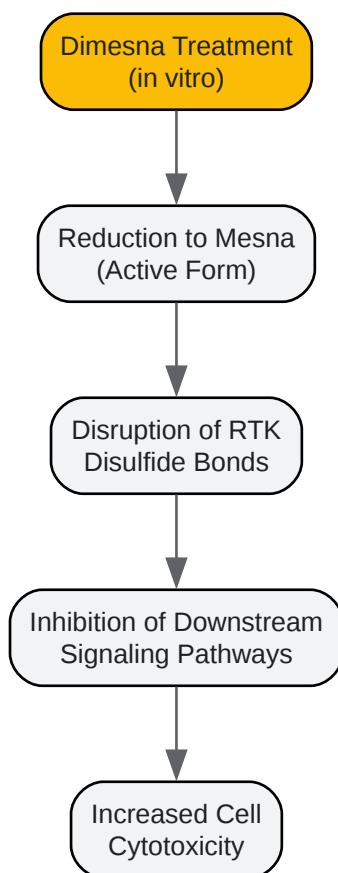 Dimesna Treatment
(in vitro)
Reduction to Mesna
(Active Form)
Disruption of RTK
Disulfide Bonds
Inhibition of Downstream
Signaling Pathways
Increased Cell
Cytotoxicity